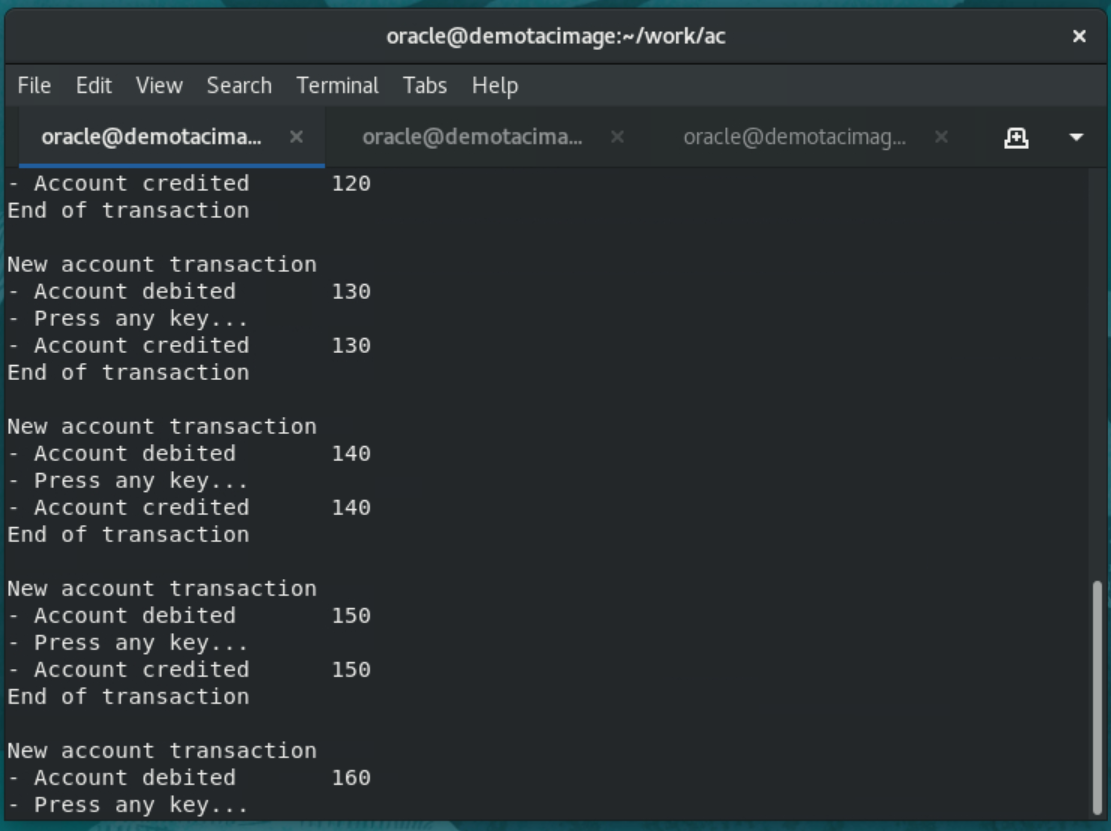 oracle@demotacimage:~/work/ac
File Edit View Search Terminal Tabs Help
oracle@demotacima... oracle@demotacima... oracle@demotacimag...
- Account credited 120
End of transaction

New account transaction
- Account debited 130
- Press any key...
- Account credited 130
End of transaction

New account transaction
- Account debited 140
- Press any key...
- Account credited 140
End of transaction

New account transaction
- Account debited 150
- Press any key...
- Account credited 150
End of transaction

New account transaction
- Account debited 160
- Press any key...